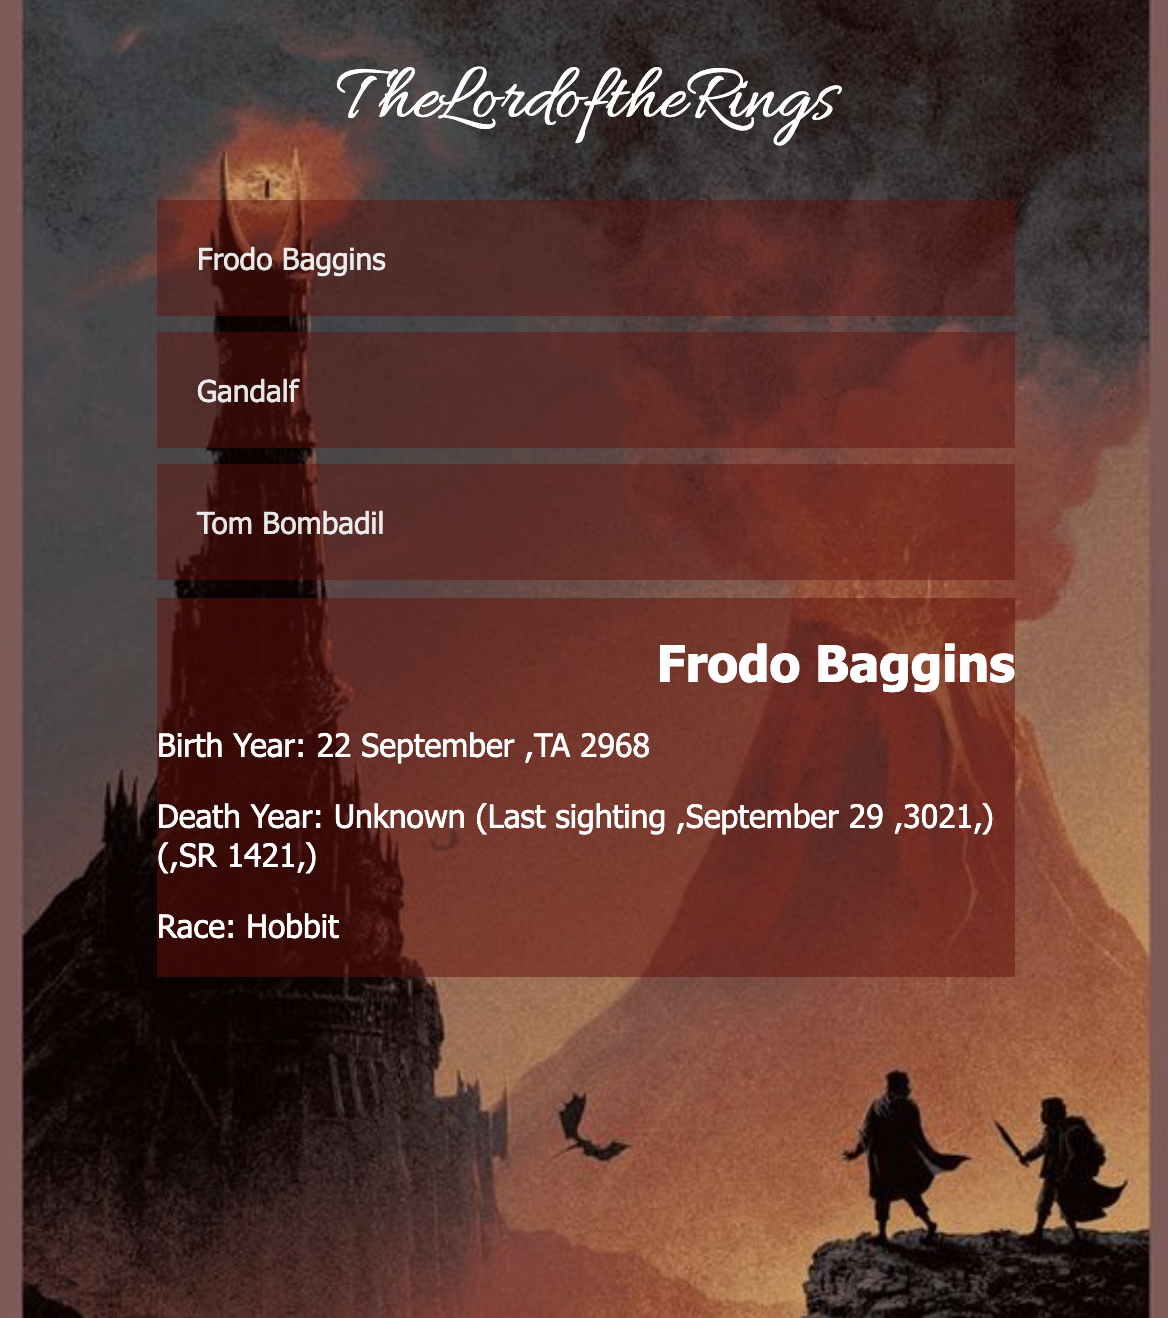 TheLordoftheRings
Frodo Baggins
Gandalf
Tom Bombadil
Frodo Baggins
Birth Year: 22 September ,TA 2968
Death Year: Unknown (Last sighting ,September 29 ,3021,)
(,SR 1421,)
Race: Hobbit